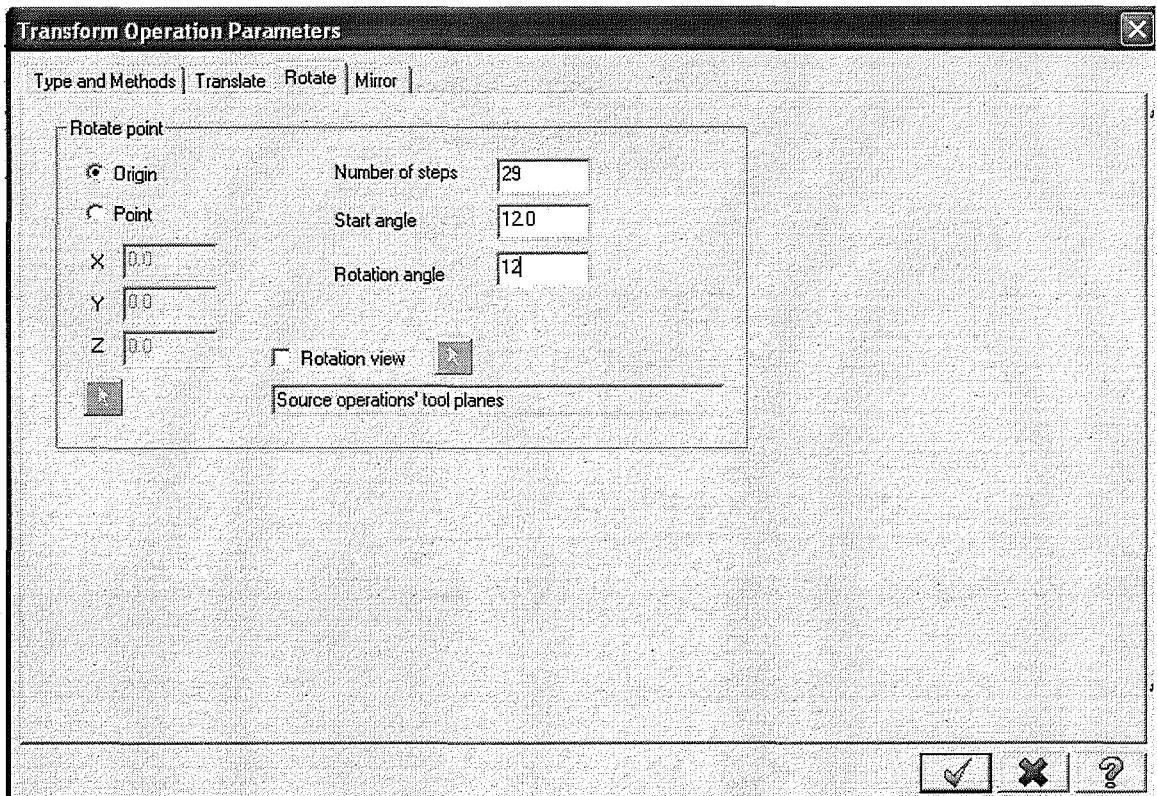 Transform Operation Parameters
Type and Methods Translate Rotate Mirror
Rotate point
Origin
Point
X 0.0
Y 0.0
Z 0.0
Number of steps 29
Start angle 12.0
Rotation angle 12
Rotation view
Source operations' tool planes